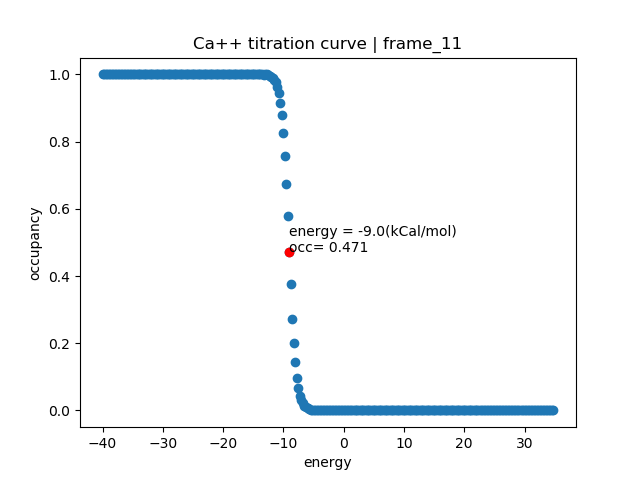 Ca++ titration curve | frame_11
1.0
0.8
0.6
0.4
0.2
0.0
occupancy
energy = -9.0(kCal/mol)
occ= 0.471
−40 −30 −20 −10 0 10 20 30
energy